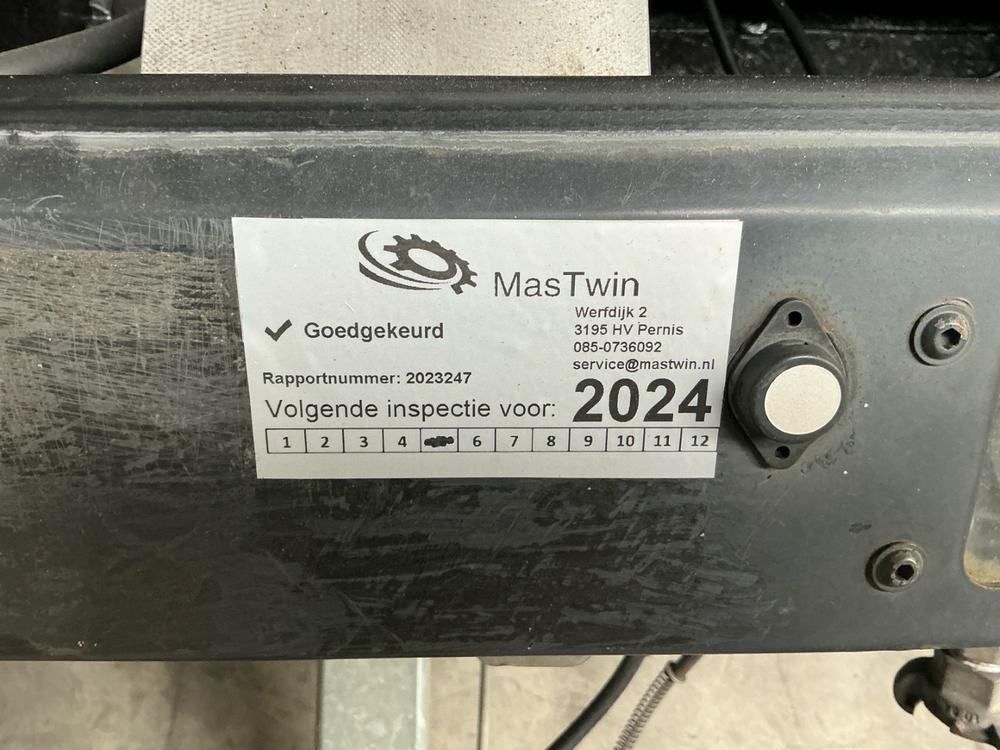 MasTwin
Werfdijk 2
3195 HV Pernis
085-0736092
service@mastwin.nl
✓ Goedgekeurd
Rapportnummer: 2023247
Volgende inspectie voor: 2024
1 2 3 4 6 7 8 9 10 11 12